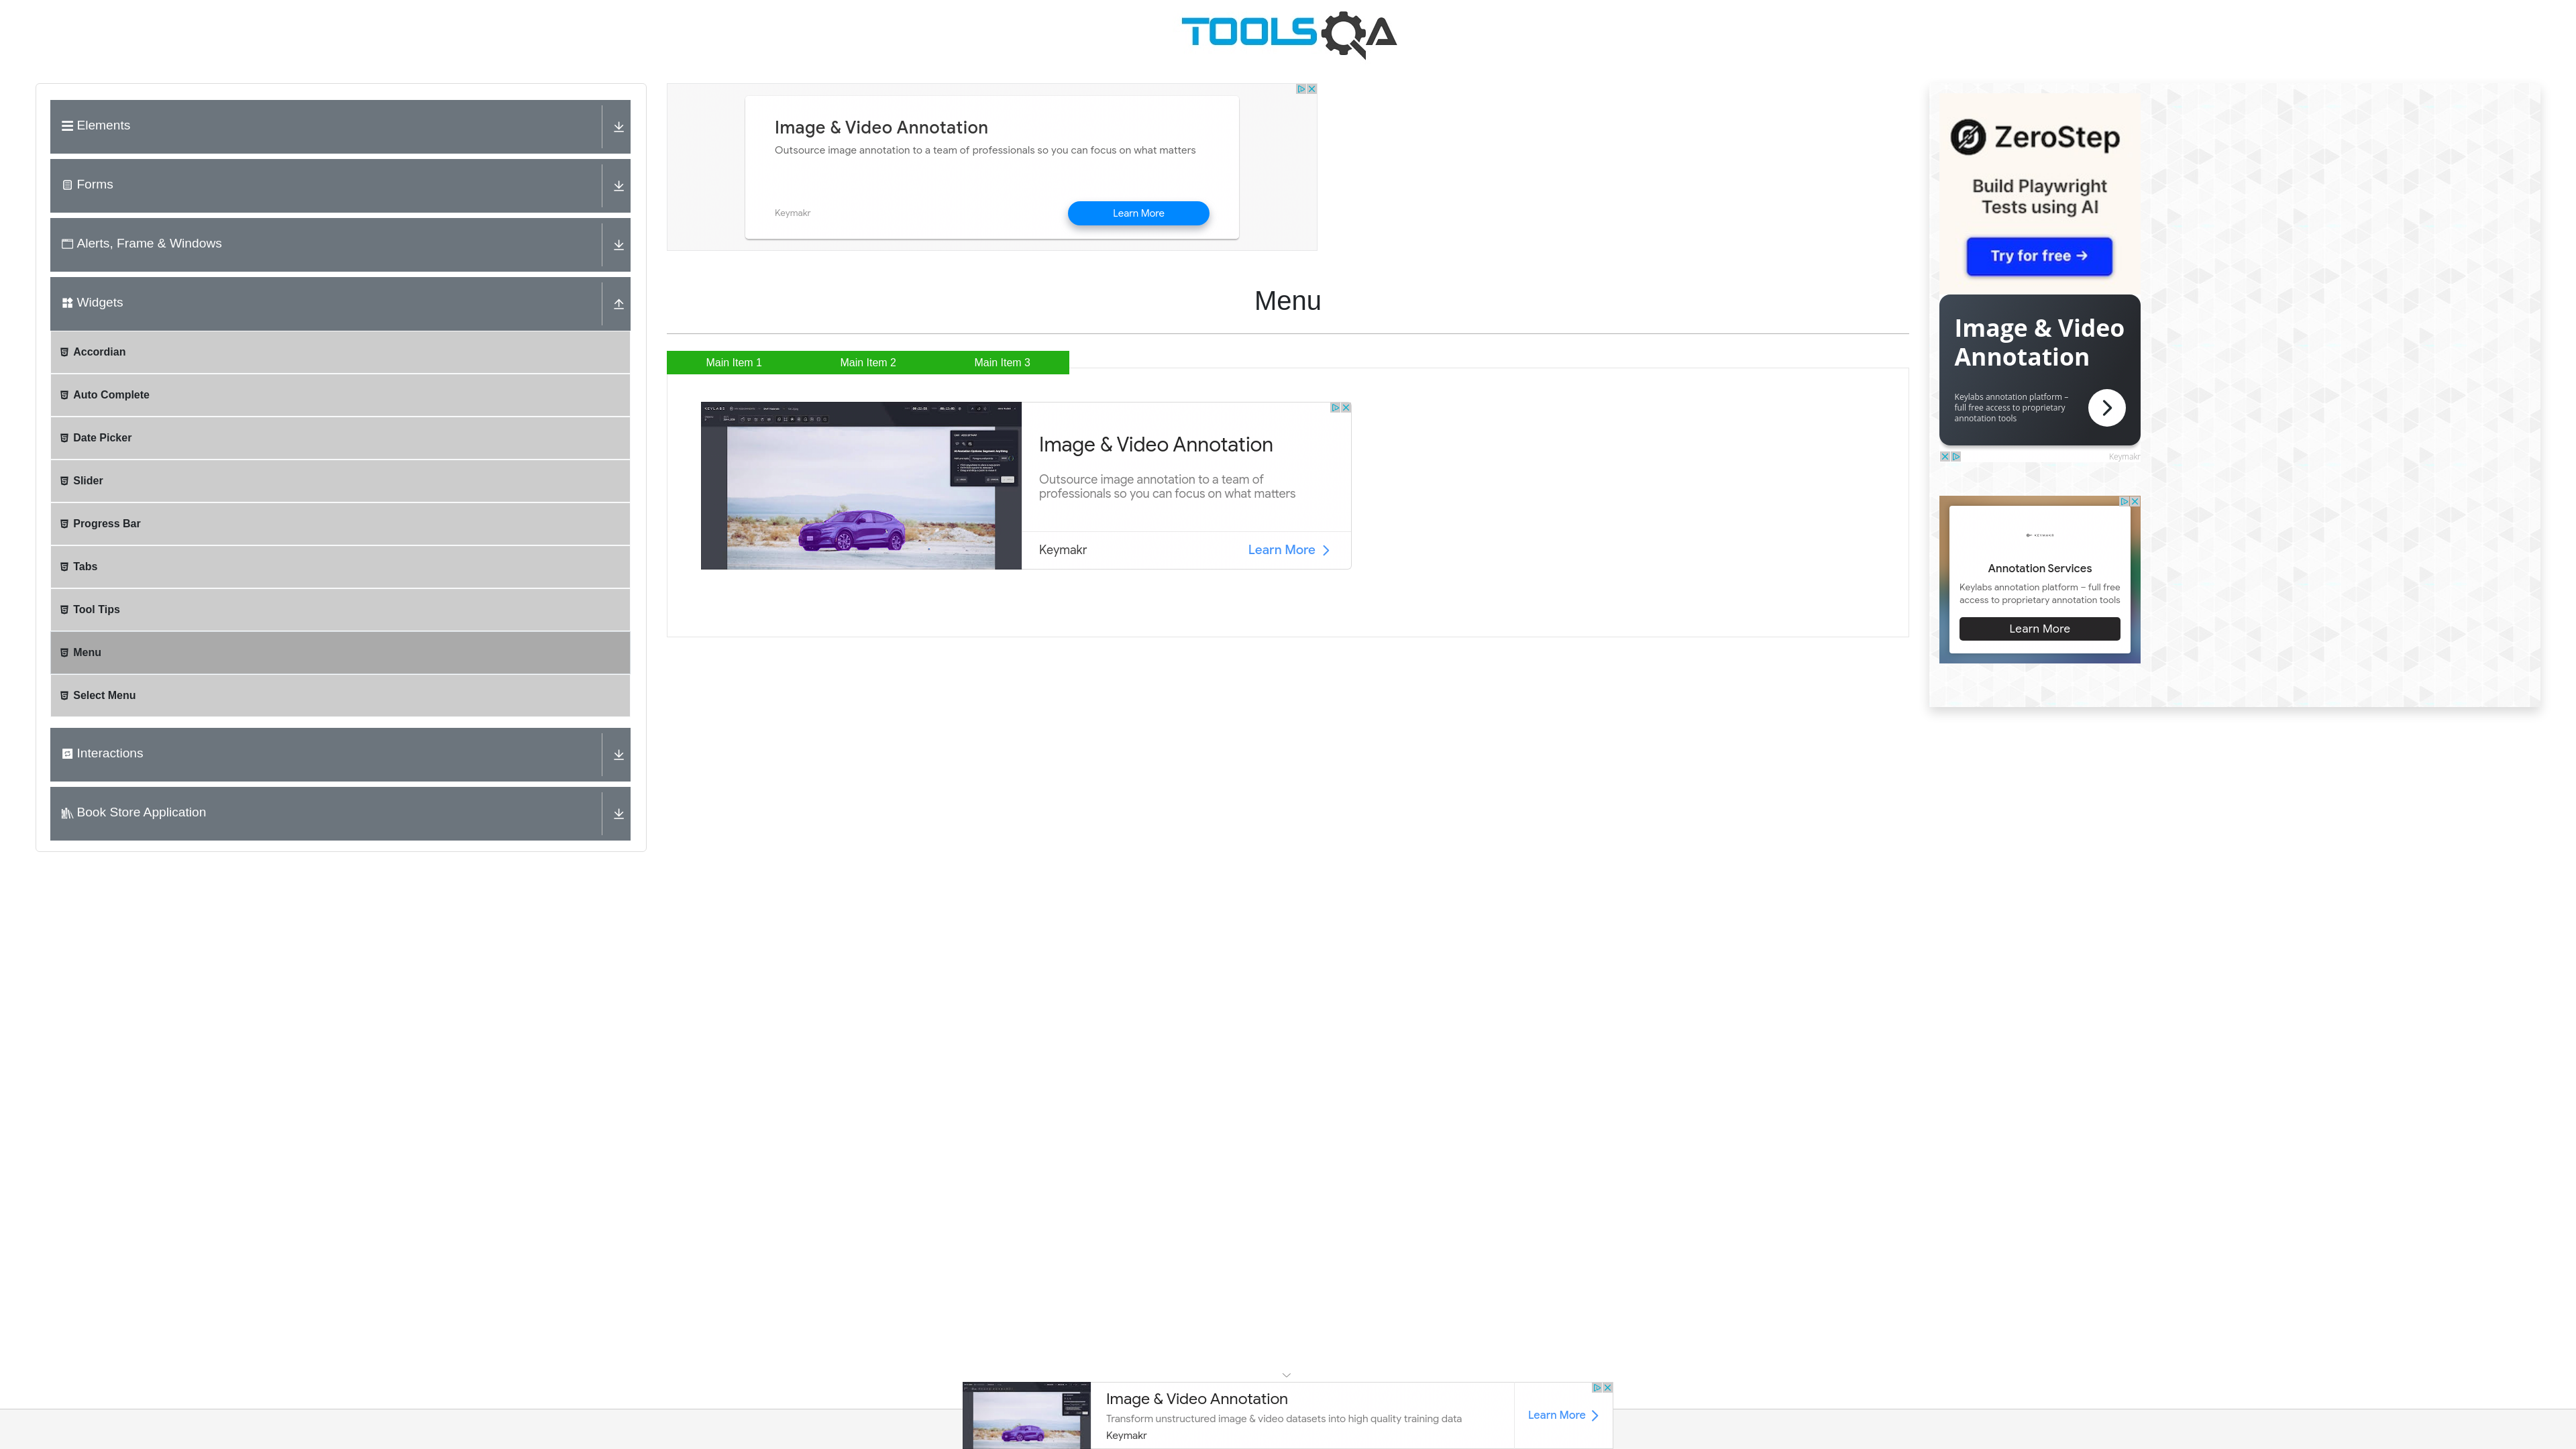 TOOLSQA
Elements
Forms
Alerts, Frame & Windows
Widgets
Accordian
Auto Complete
Date Picker
Slider
Progress Bar
Tabs
Tool Tips
Menu
Select Menu
Interactions
Book Store Application
Image & Video Annotation
Outsource image annotation to a team of professionals so you can focus on what matters
Keymakr
Learn More
Menu
Main Item 1
Main Item 2
Main Item 3
Image & Video Annotation
Outsource image annotation to a team of
professionals so you can focus on what matters
Keymakr
Learn More
ZeroStep
Build Playwright
Tests using AI
Try for free →
Image & Video
Annotation
Keylabs annotation platform –
full free access to proprietary
annotation tools
Keymakr
KEYMAKR
Annotation Services
Keylabs annotation platform – full free
access to proprietary annotation tools
Learn More
Image & Video Annotation
Transform unstructured image & video datasets into high quality training data
Keymakr
Learn More